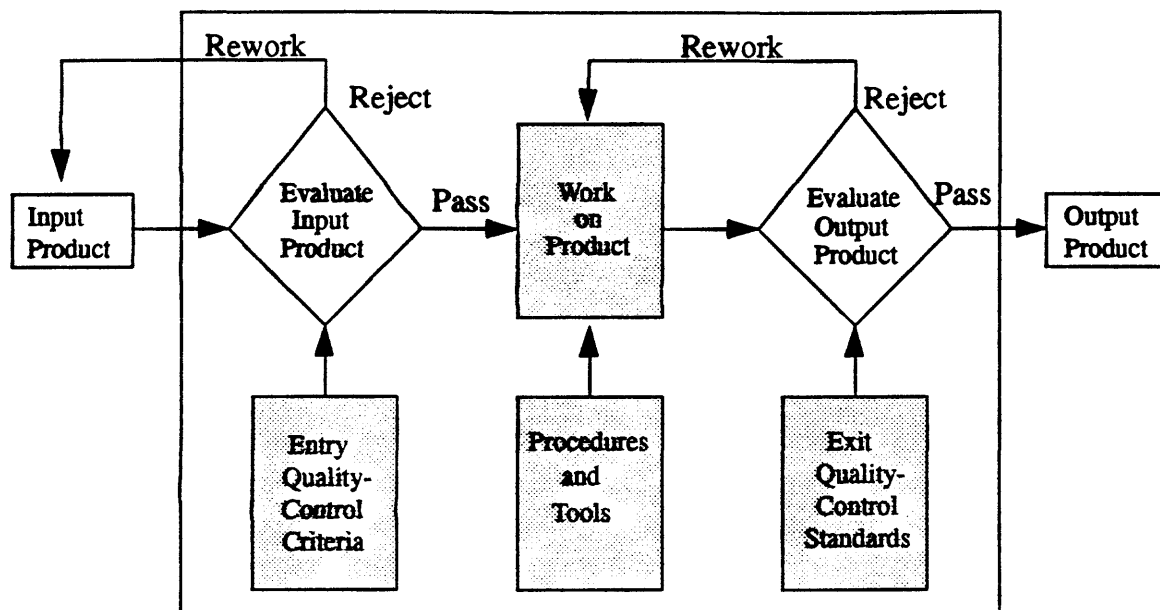 Rework
Rework
Reject
Reject
Input
Product
Evaluate
Input
Product
Pass
Work
on
Product
Evaluate
Output
Product
Pass
Output
Product
Entry
Quality-
Control
Criteria
Procedures
and
Tools
Exit
Quality-
Control
Standards